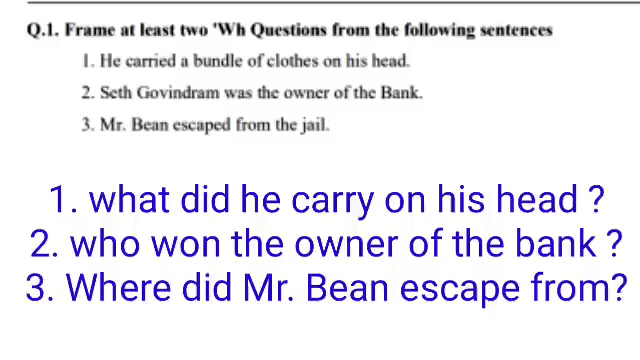 Q.1. Frame at least two 'Wh Questions from the following sentences
1. He carried a bundle of clothes on his head.
2. Seth Govindram was the owner of the Bank.
3. Mr. Bean escaped from the jail.
1. what did he carry on his head ?
2. who won the owner of the bank ?
3. Where did Mr. Bean escape from?